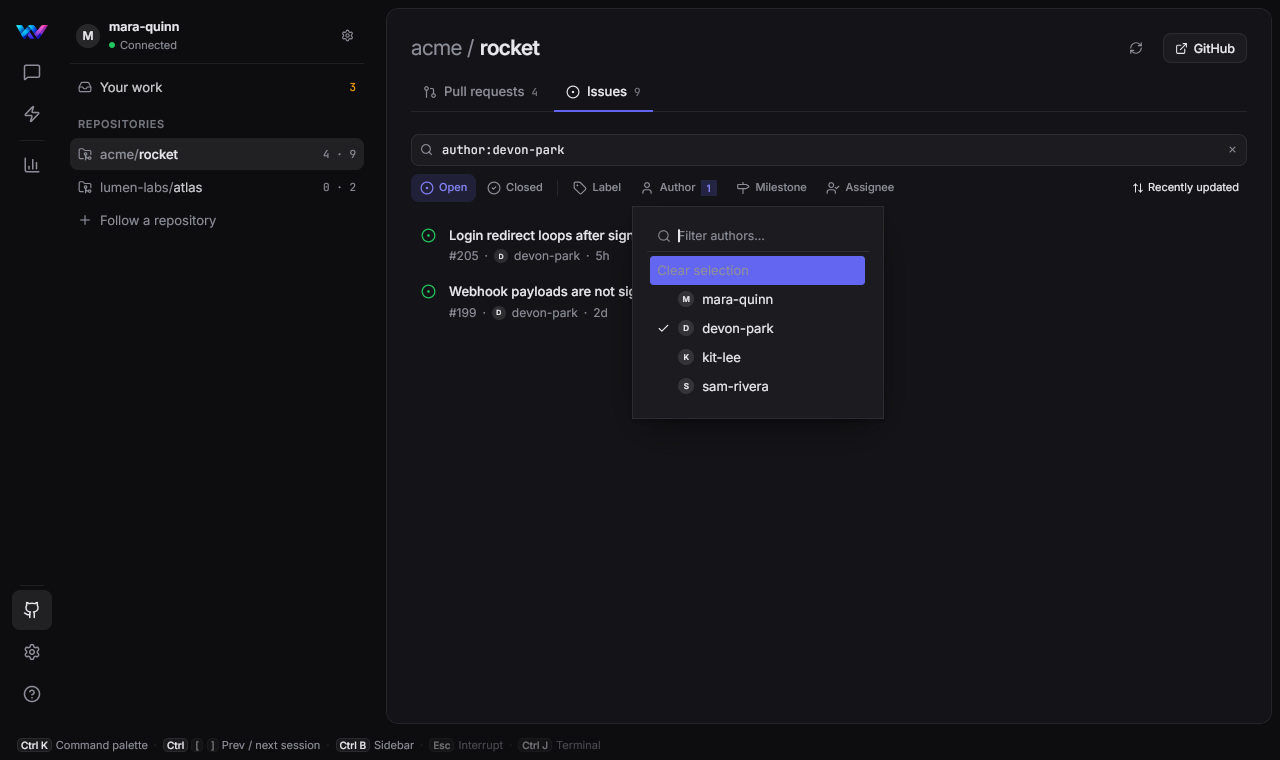 M
mara-quinn
Connected
Your work 3
REPOSITORIES
acme/rocket 4 · 9
lumen-labs/atlas 0 · 2
Follow a repository
acme / rocket
GitHub
Pull requests 4
Issues 9
author:devon-park
Open
Closed
Label
Author 1
Milestone
Assignee
Recently updated
Login redirect loops after sign
#205 · D devon-park · 5h
Webhook payloads are not sig
#199 · D devon-park · 2d
Filter authors...
Clear selection
M mara-quinn
D devon-park
K kit-lee
S sam-rivera
Ctrl K Command palette · Ctrl [ ] Prev / next session · Ctrl B Sidebar · Esc Interrupt · Ctrl J Terminal